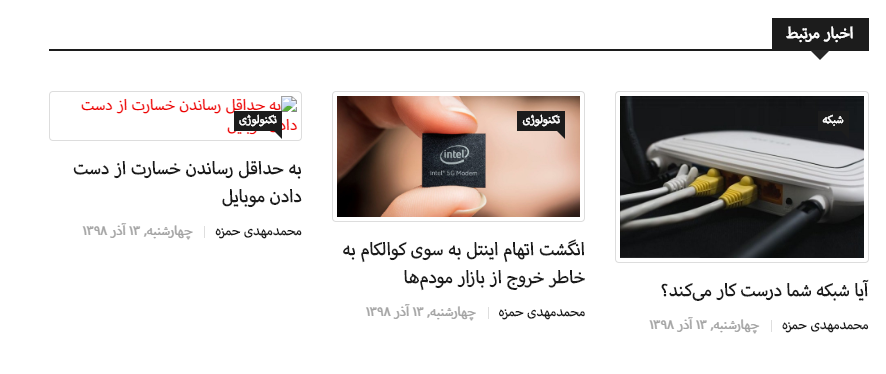 اخبار مرتبط
شبکه
آیا شبکه شما درست کار می‌کند؟
محمدمهدی حمزه | چهارشنبه, ۱۳ آذر ۱۳۹۸
تکنولوژی
intel
Intel® 5G Modem
انگشت اتهام اینتل به سوی کوالکام به
خاطر خروج از بازار مودم‌ها
محمدمهدی حمزه | چهارشنبه, ۱۳ آذر ۱۳۹۸
به حداقل رساندن خسارت از دست
دادن موبایل
تکنولوژی
به حداقل رساندن خسارت از دست
دادن موبایل
محمدمهدی حمزه | چهارشنبه, ۱۳ آذر ۱۳۹۸